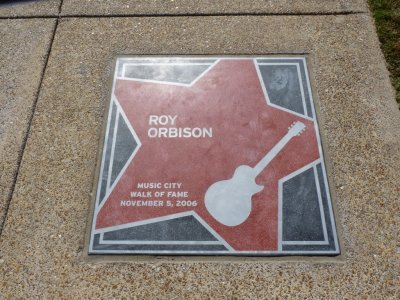 ROY
ORBISON
MUSIC CITY
WALK OF FAME
NOVEMBER 5, 2006